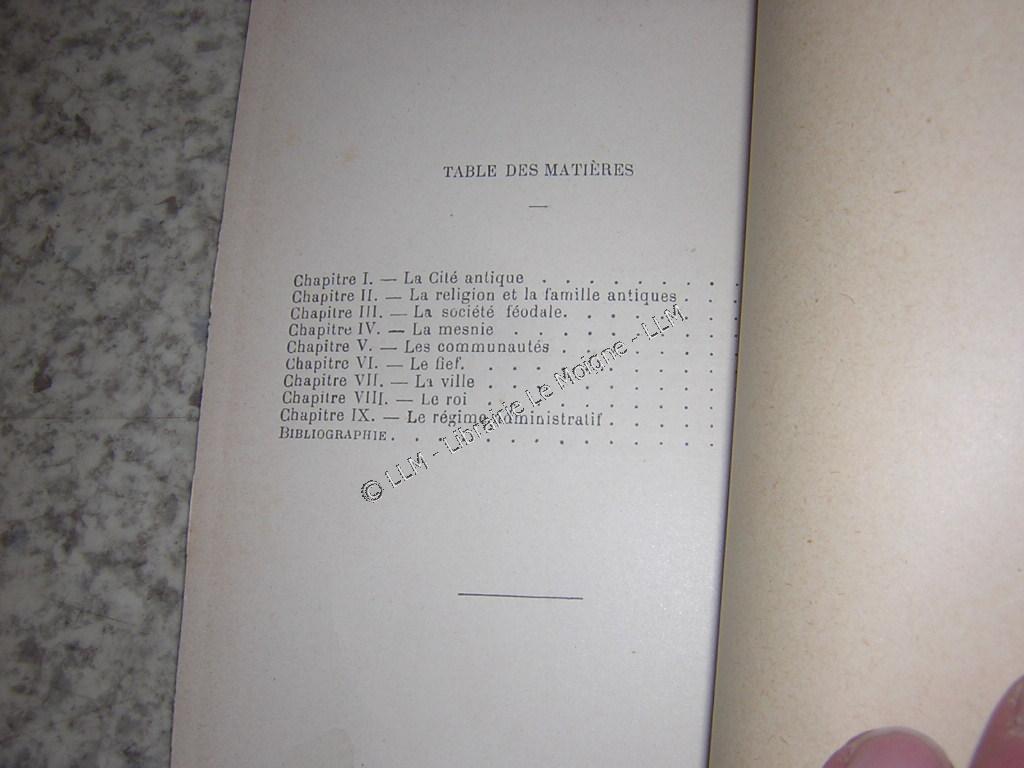 TABLE DES MATIÈRES
Chapitre I. — La Cité antique . . . . . . . . .
Chapitre II. — La religion et la famille antiques . . .
Chapitre III. — La société féodale. . . . . . . .
Chapitre IV. — La mesnie . . . . . . . . . .
Chapitre V. — Les communautés . . . . . . . .
Chapitre VI. — Le fief. . . . . . . . . . . .
Chapitre VII. — La ville . . . . . . . . . . .
Chapitre VIII. — Le roi . . . . . . . . . . .
Chapitre IX. — Le régime administratif . . . . . .
BIBLIOGRAPHIE . . . . . . . . . . . . . .
© LLM - Librairie Le Moigne - LLM